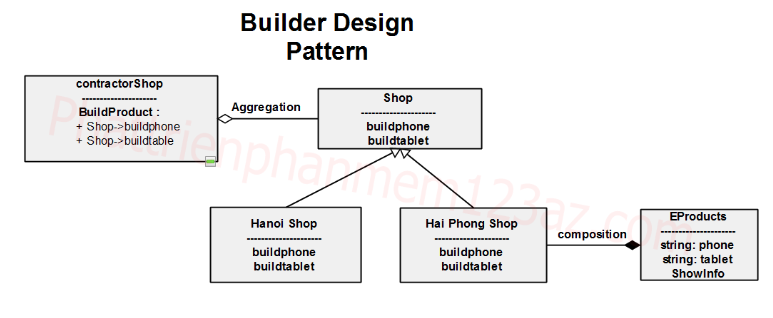 Builder Design
Pattern
contractorShop
---------------------
BuildProduct :
+ Shop->buildphone
+ Shop->buildtable
Aggregation
Shop
---------------------
buildphone
buildtablet
Hanoi Shop
---------------------
buildphone
buildtablet
Hai Phong Shop
---------------------
buildphone
buildtablet
composition
EProducts
---------------------
string: phone
string: tablet
ShowInfo
Phattrienphanmem123az.com